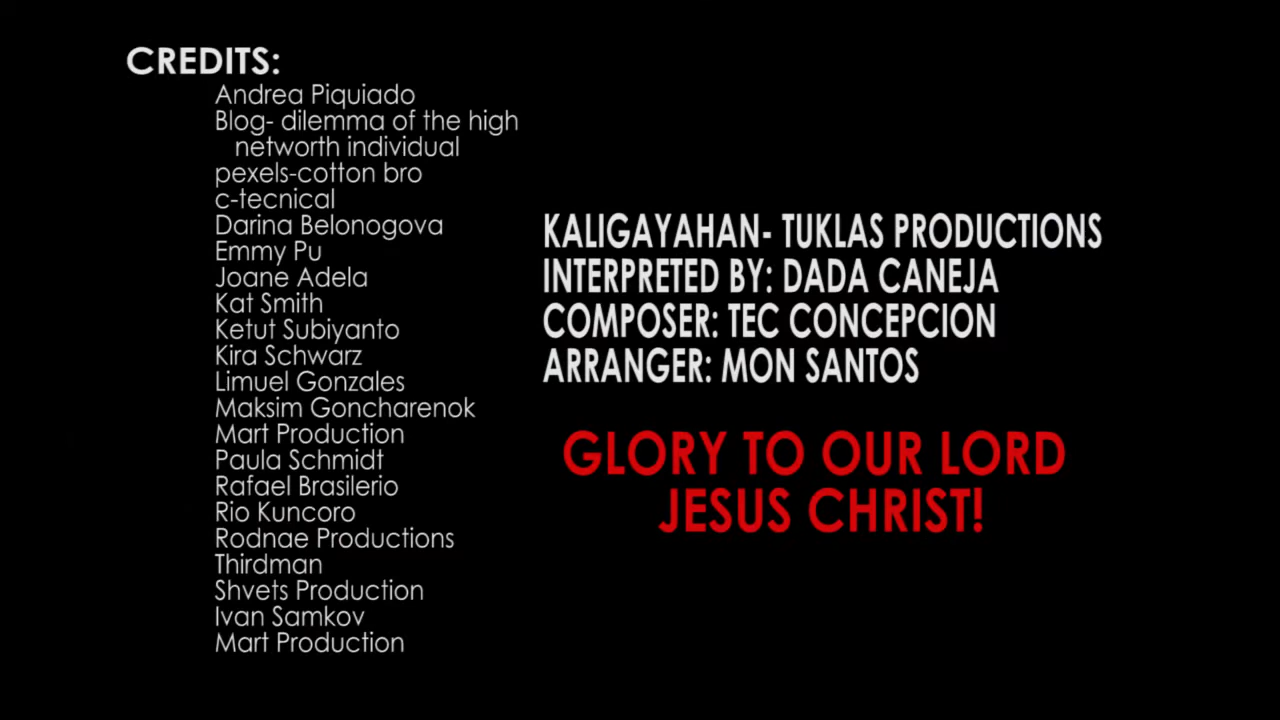 CREDITS:
Andrea Piquiado
Blog- dilemma of the high
networth individual
pexels-cotton bro
c-tecnical
Darina Belonogova
Emmy Pu
Joane Adela
Kat Smith
Ketut Subiyanto
Kira Schwarz
Limuel Gonzales
Maksim Goncharenok
Mart Production
Paula Schmidt
Rafael Brasilerio
Rio Kuncoro
Rodnae Productions
Thirdman
Shvets Production
Ivan Samkov
Mart Production
KALIGAYAHAN- TUKLAS PRODUCTIONS
INTERPRETED BY: DADA CANEJA
COMPOSER: TEC CONCEPCION
ARRANGER: MON SANTOS
GLORY TO OUR LORD
JESUS CHRIST!